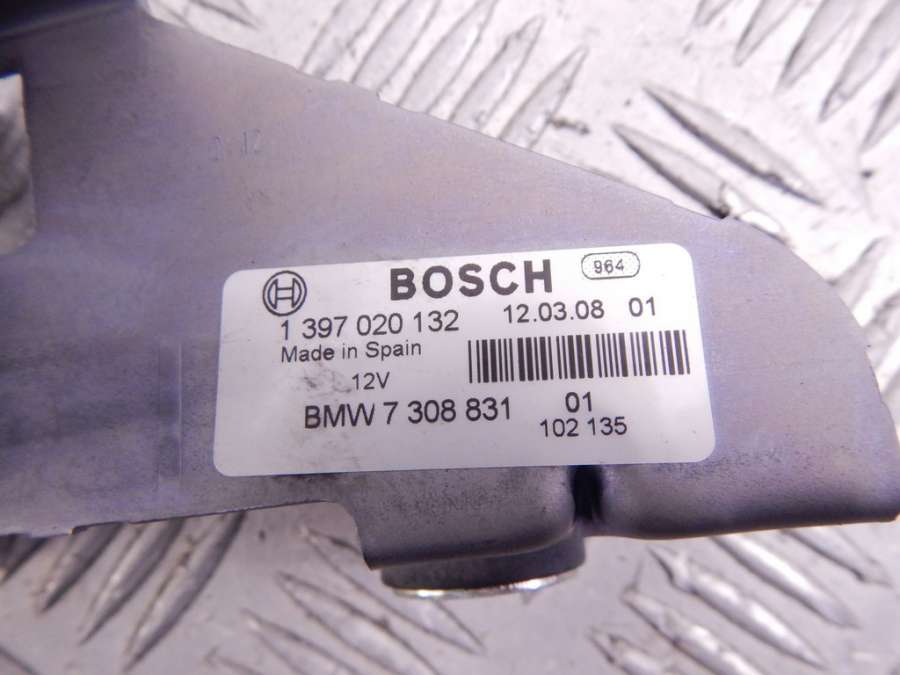 BOSCH 964
1 397 020 132 12.03.08 01
Made in Spain
12V
BMW 7 308 831 01
102 135